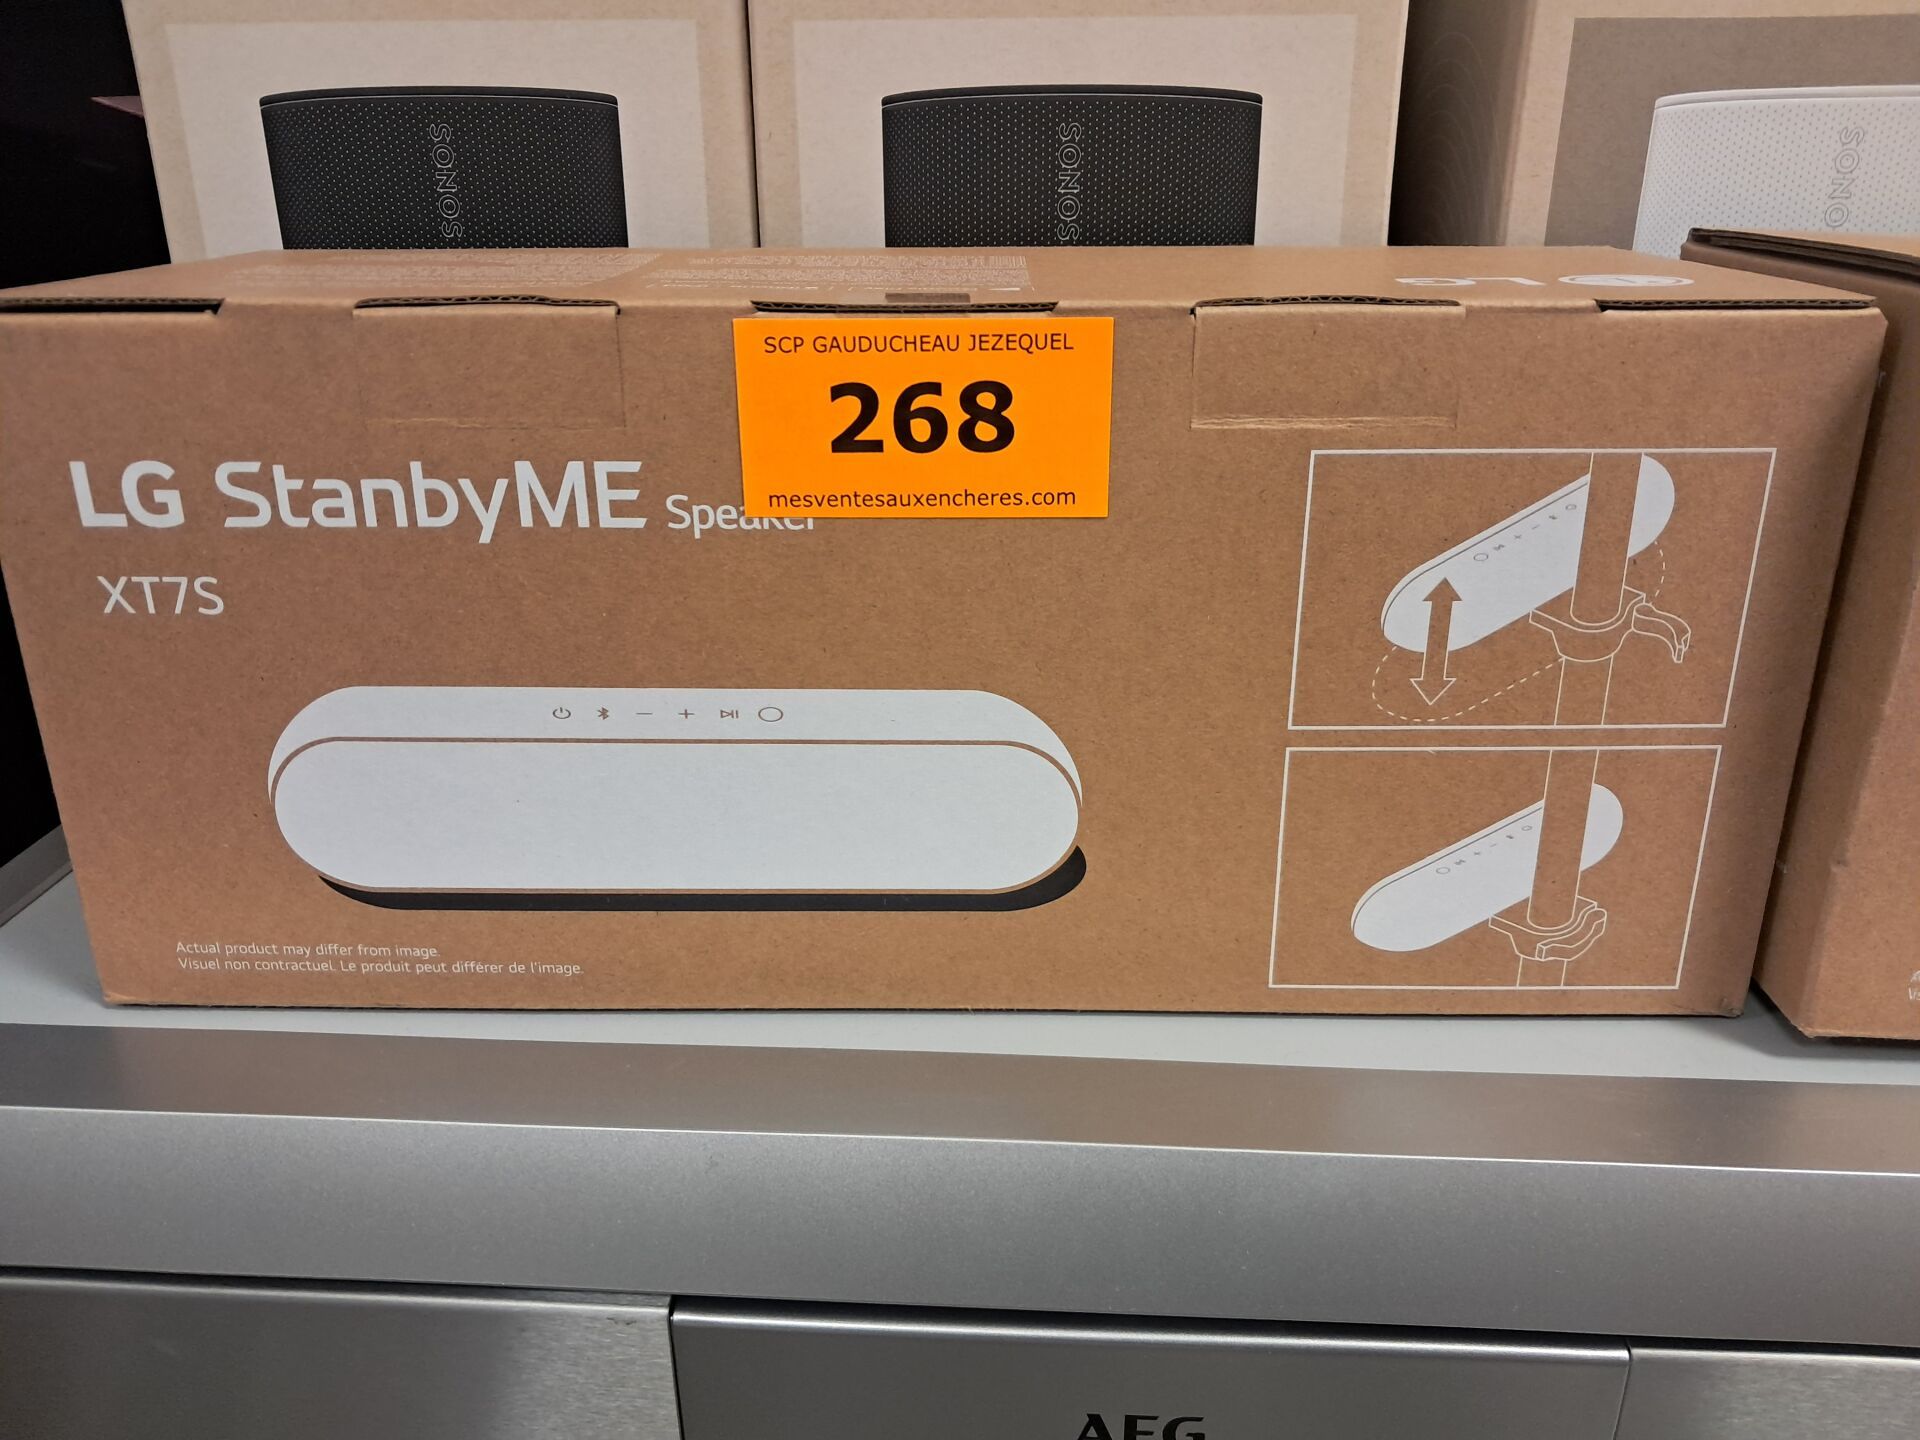 SONOS
SONOS
SONOS
LG
SCP GAUDUCHEAU JEZEQUEL
268
mesventesauxencheres.com
LG StanbyME Speaker
XT7S
Actual product may differ from image.
Visuel non contractuel. Le produit peut différer de l'image.
AEG